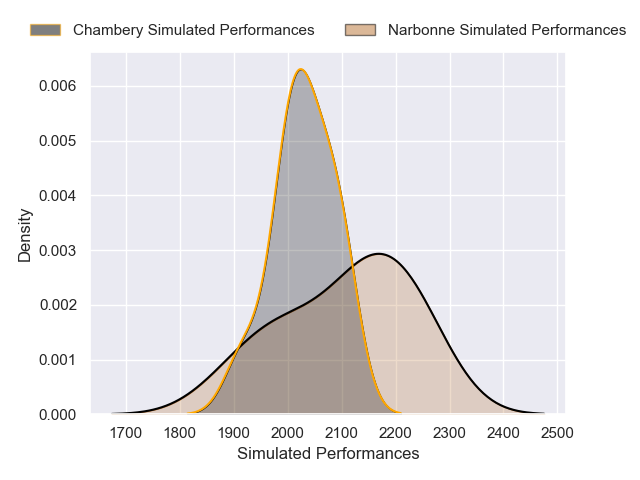 Chambery Simulated Performances Narbonne Simulated Performances
0.006
0.005
0.004
0.003
0.002
0.001
0.000
Density
1700 1800 1900 2000 2100 2200 2300 2400 2500
Simulated Performances